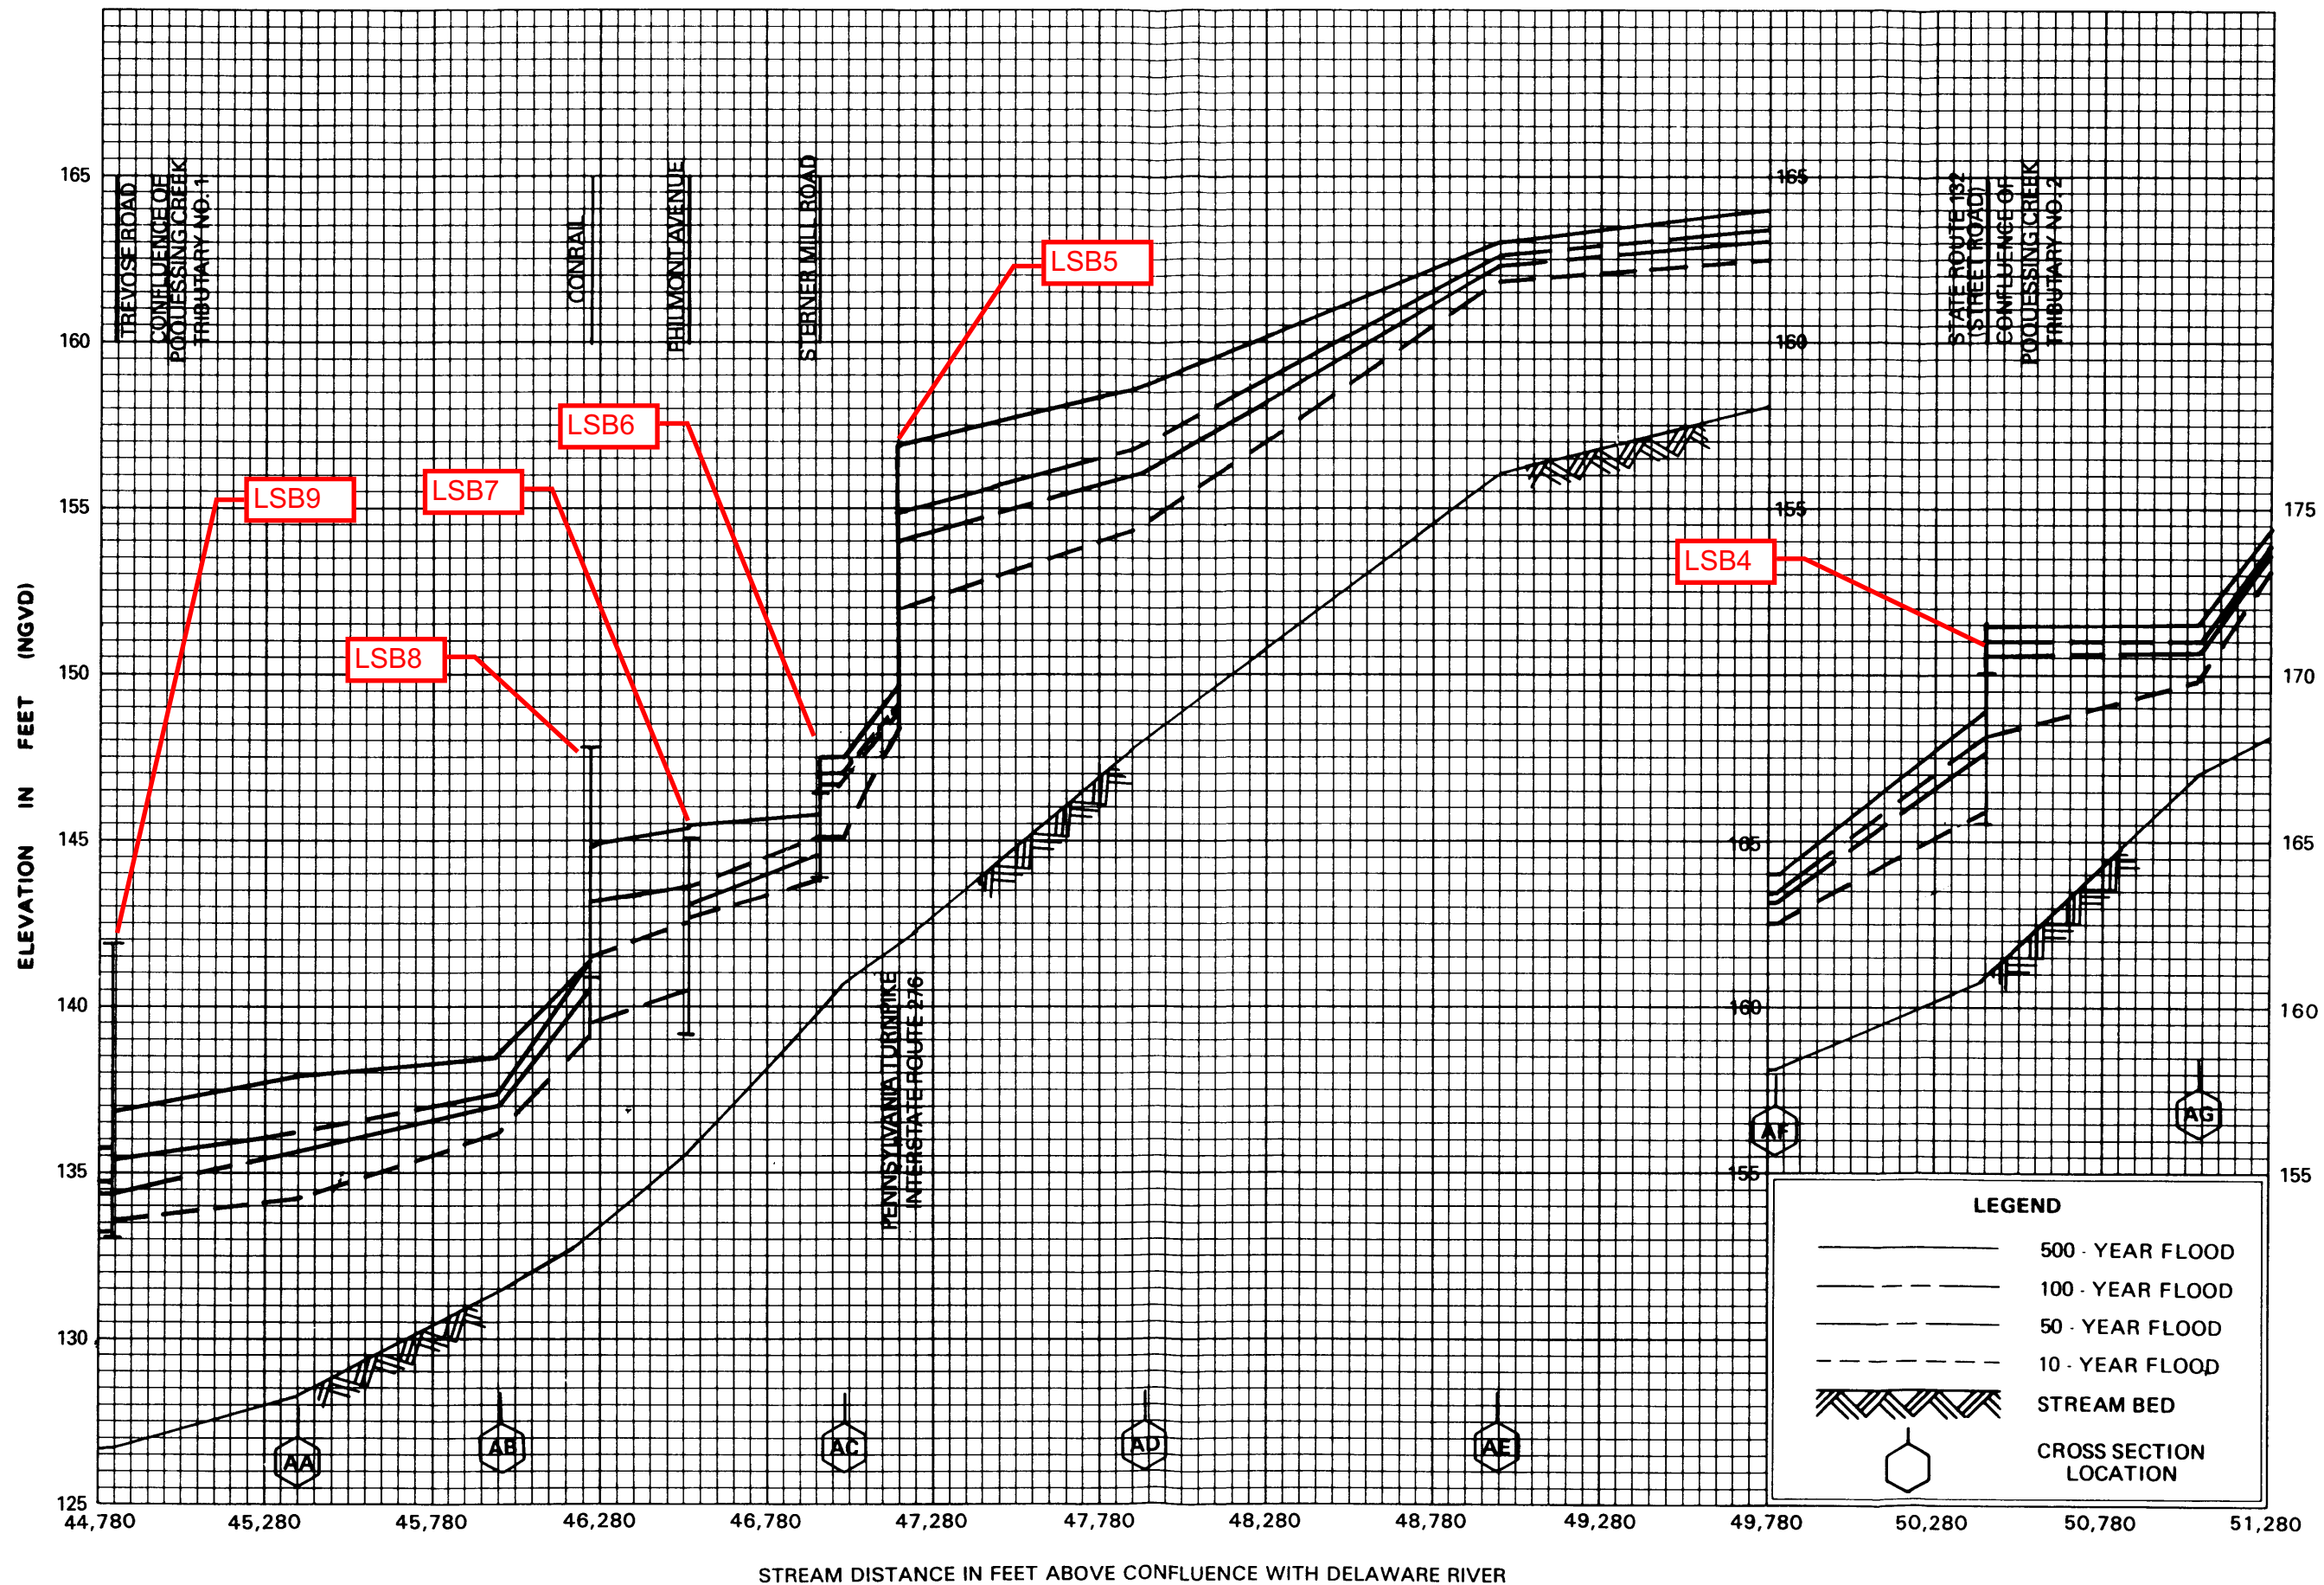 165
160
155
150
145
140
135
130
125
ELEVATION IN FEET (NGVD)
TREVOSE ROAD
CONFLUENCE OF
POQUESSING CREEK
TRIBUTARY NO. 1
CONRAIL
PHILMONT AVENUE
STERNER MILL ROAD
PENNSYLVANIA TURNPIKE
INTERSTATE ROUTE 276
STATE ROUTE 132
(STREET ROAD)
CONFLUENCE OF
POQUESSING CREEK
TRIBUTARY NO. 2
LSB9
LSB8
LSB7
LSB6
LSB5
LSB4
165
160
155
165
160
155
175
170
165
160
155
AA
AB
AC
AD
AE
AF
AG
LEGEND
500 - YEAR FLOOD
100 - YEAR FLOOD
50 - YEAR FLOOD
10 - YEAR FLOOD
STREAM BED
CROSS SECTION
LOCATION
44,780 45,280 45,780 46,280 46,780 47,280 47,780 48,280 48,780 49,280 49,780 50,280 50,780 51,280
STREAM DISTANCE IN FEET ABOVE CONFLUENCE WITH DELAWARE RIVER